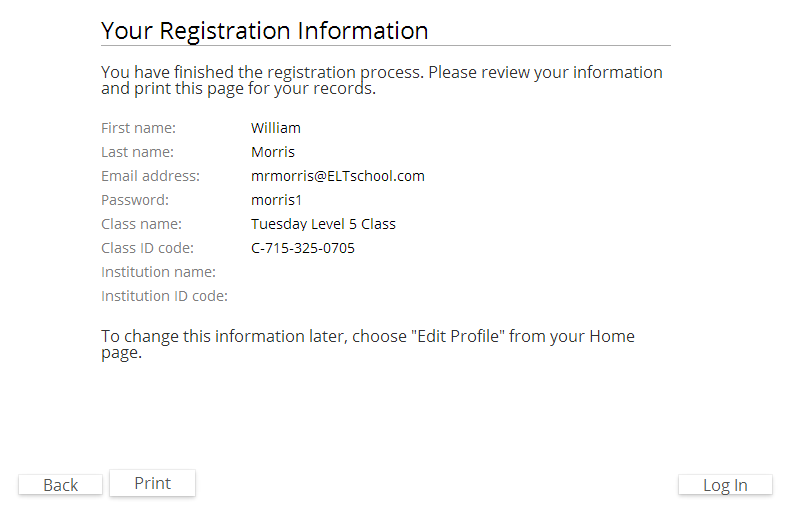 Your Registration Information
You have finished the registration process. Please review your information
and print this page for your records.
First name: William
Last name: Morris
Email address: mrmorris@ELTschool.com
Password: morris1
Class name: Tuesday Level 5 Class
Class ID code: C-715-325-0705
Institution name:
Institution ID code:
To change this information later, choose "Edit Profile" from your Home
page.
Back Print Log In